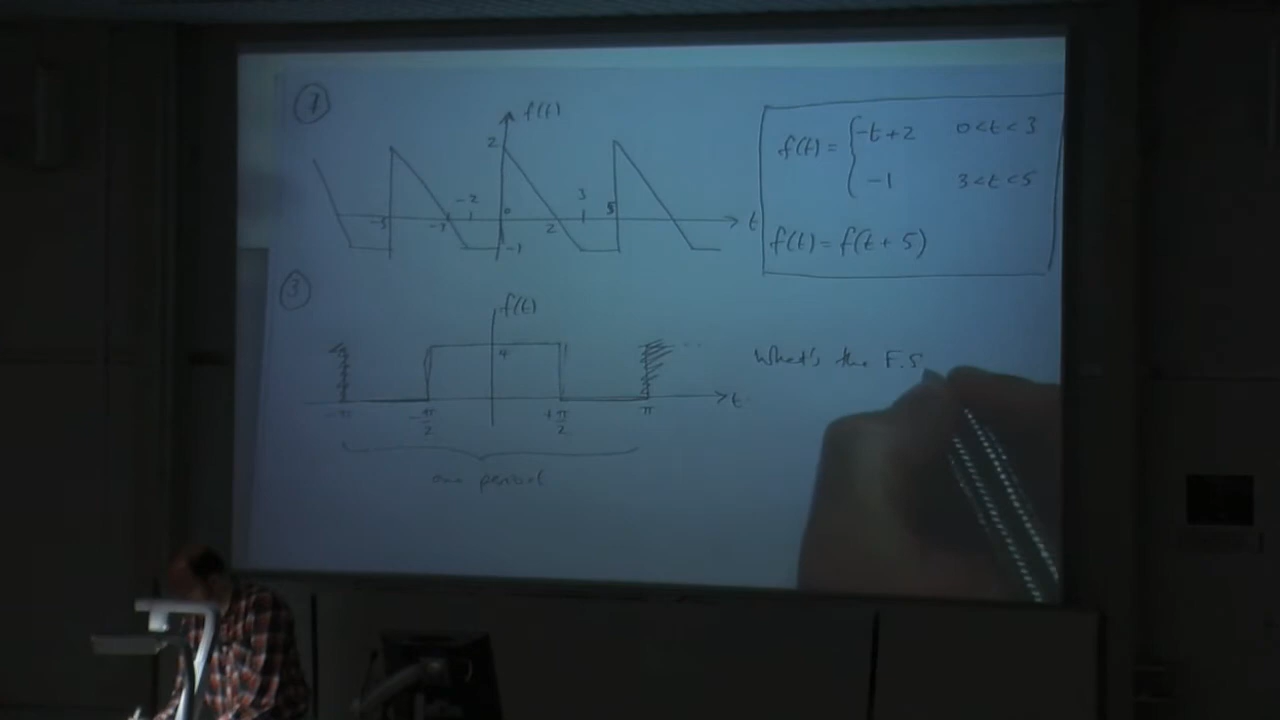 1
f(t)
2
-5 -3 -2 0 2 3 5 t
-1
f(t) = { -t+2 0<t<3
-1 3<t<5
f(t) = f(t+5)
3
f(t)
4
-π -π/2 +π/2 π t
one period
What's the F.S